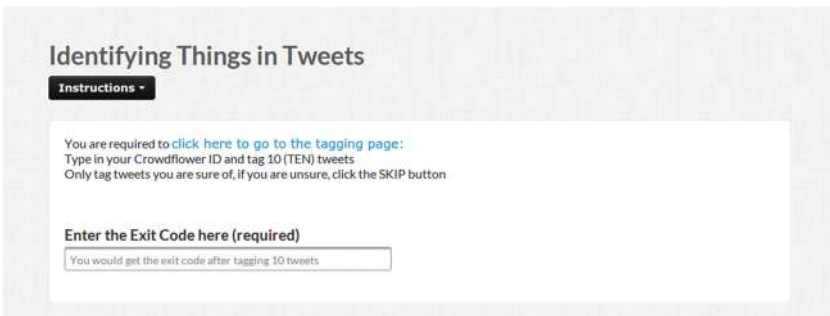 Identifying Things in Tweets
Instructions
You are required to click here to go to the tagging page:
Type in your Crowdflower ID and tag 10 (TEN) tweets
Only tag tweets you are sure of, if you are unsure, click the SKIP button
Enter the Exit Code here (required)
You would get the exit code after tagging 10 tweets